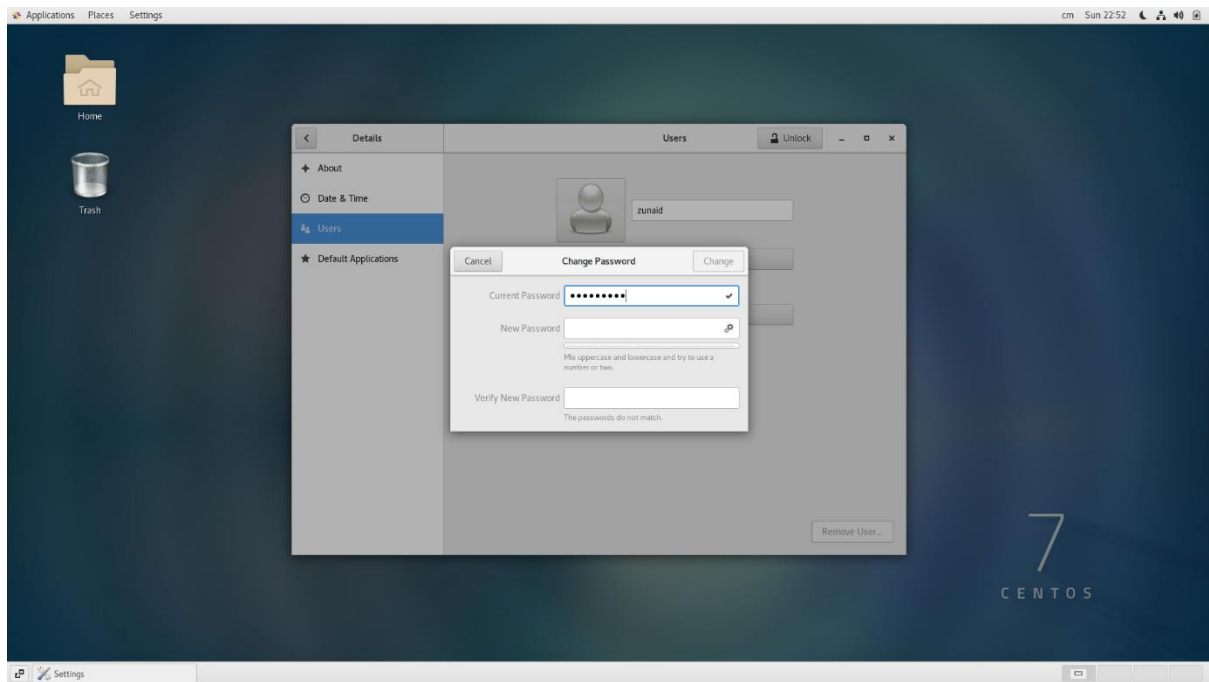 Applications Places Settings cm Sun 22:52
Home
Trash
Details Users Unlock
About
Date & Time
Users
Default Applications
zunaid
Cancel Change Password Change
Current Password •••••••••
New Password
Mix uppercase and lowercase and try to use a
number or two.
Verify New Password
The passwords do not match.
Remove User...
7
CENTOS
Settings